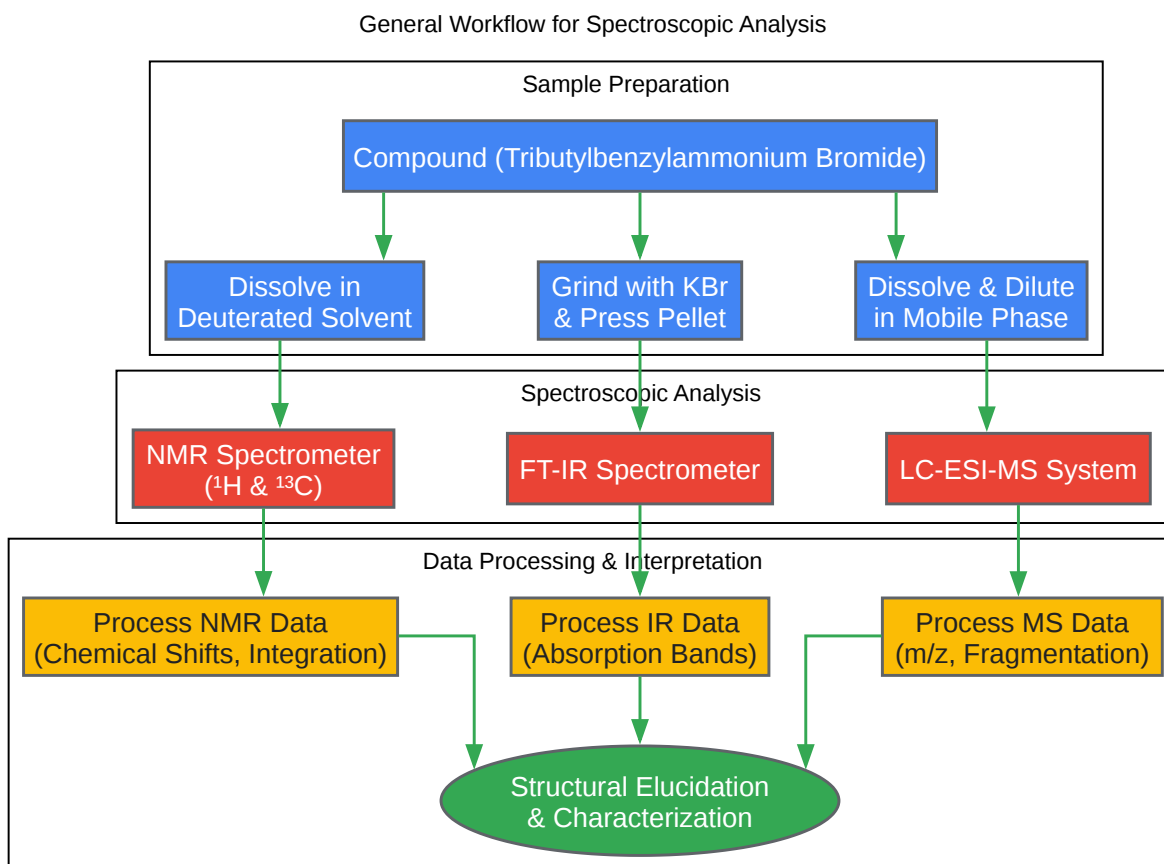 General Workflow for Spectroscopic Analysis
Sample Preparation
Compound (Tributylbenzylammonium Bromide)
Dissolve in
Deuterated Solvent
Grind with KBr
& Press Pellet
Dissolve & Dilute
in Mobile Phase
Spectroscopic Analysis
NMR Spectrometer
(¹H & ¹³C)
FT-IR Spectrometer
LC-ESI-MS System
Data Processing & Interpretation
Process NMR Data
(Chemical Shifts, Integration)
Process IR Data
(Absorption Bands)
Process MS Data
(m/z, Fragmentation)
Structural Elucidation
& Characterization